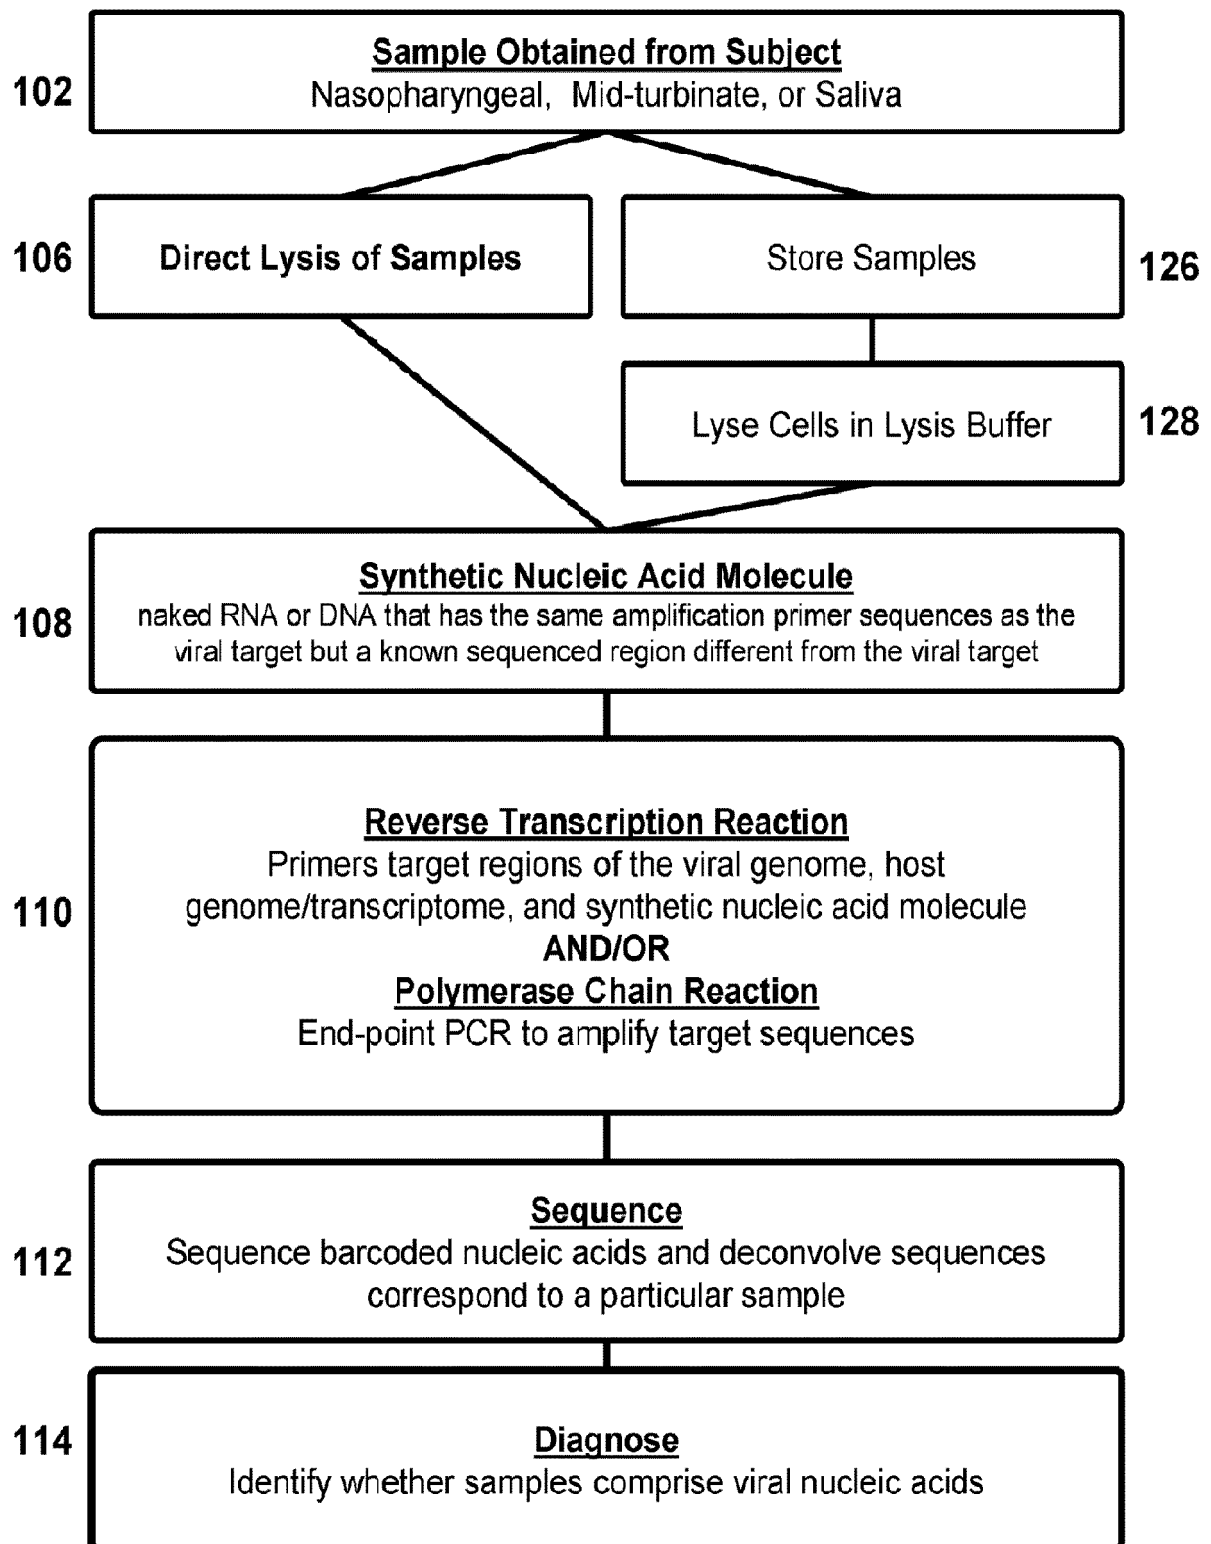 Sample Obtained from Subject
102
Nasopharyngeal, Mid-turbinate, or Saliva
106
Direct Lysis of Samples
Store Samples
126
Lyse Cells in Lysis Buffer
128
Synthetic Nucleic Acid Molecule
108
naked RNA or DNA that has the same amplification primer sequences as the
viral target but a known sequenced region different from the viral target
Reverse Transcription Reaction
Primers target regions of the viral genome, host
110
genome/transcriptome, and synthetic nucleic acid molecule
AND/OR
Polymerase Chain Reaction
End-point PCR to amplify target sequences
Sequence
112
Sequence barcoded nucleic acids and deconvolve sequences
correspond to a particular sample
114
Diagnose
Identify whether samples comprise viral nucleic acids